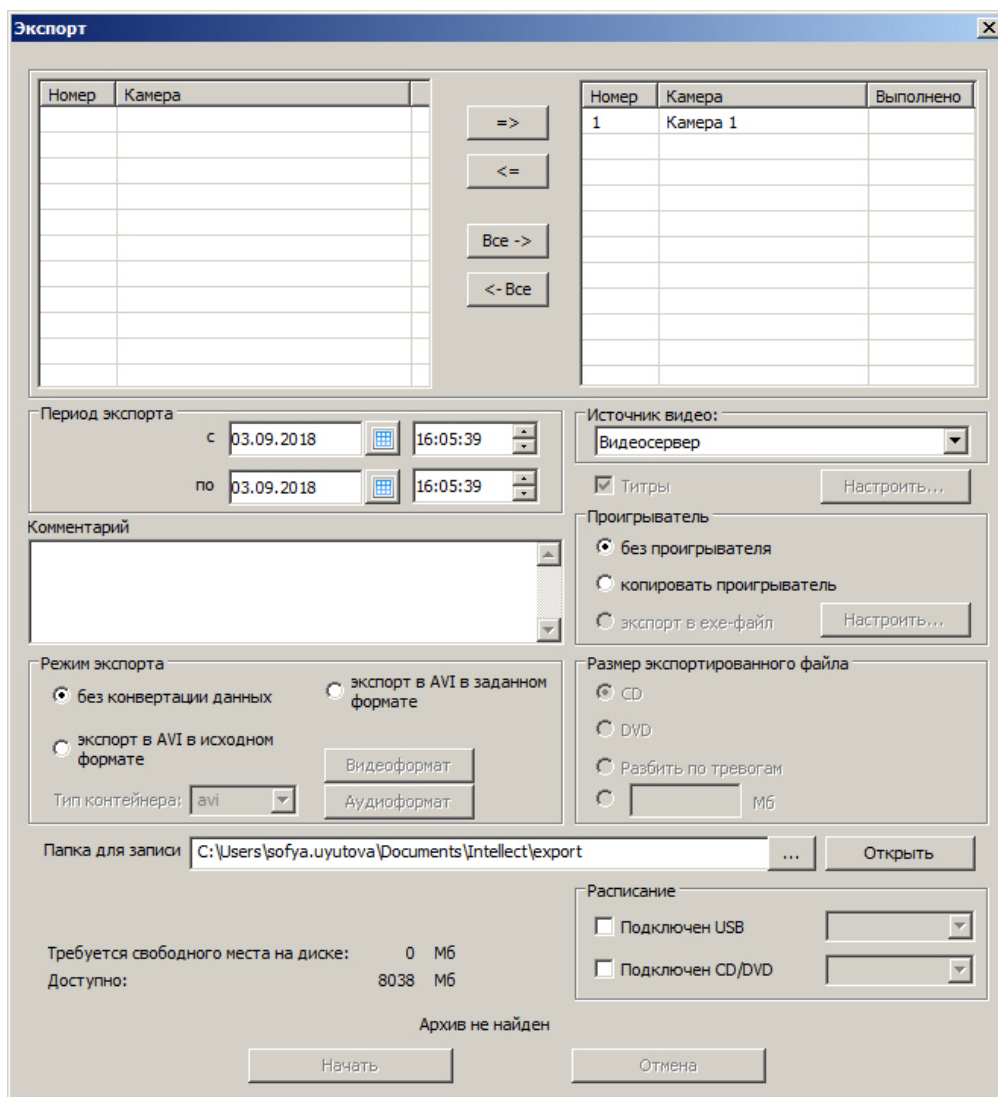 Экспорт
Номер Камера
=>
<=
Все ->
<- Все
Номер Камера Выполнено
1 Камера 1
Период экспорта
с 03.09.2018 16:05:39
по 03.09.2018 16:05:39
Источник видео:
Видеосервер
Титры Настроить...
Комментарий
Проигрыватель
без проигрывателя
копировать проигрыватель
экспорт в exe-файл Настроить...
Режим экспорта
без конвертации данных
экспорт в AVI в заданном
формате
экспорт в AVI в исходном
формате
Видеоформат
Тип контейнера: avi
Аудиоформат
Размер экспортированного файла
CD
DVD
Разбить по тревогам
Мб
Папка для записи C:\Users\sofya.uyutova\Documents\Intellect\export ... Открыть
Расписание
Подключен USB
Подключен CD/DVD
Требуется свободного места на диске: 0 Мб
Доступно: 8038 Мб
Архив не найден
Начать Отмена